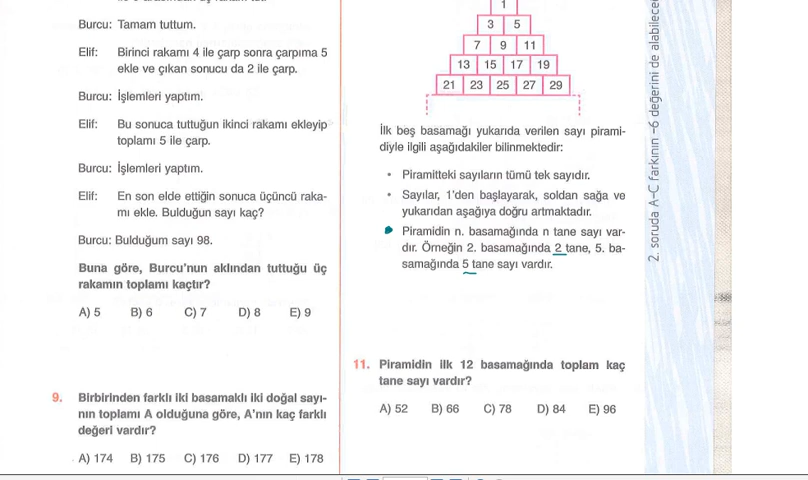 Burcu: Tamam tuttum.
Elif: Birinci rakamı 4 ile çarp sonra çarpıma 5
ekle ve çıkan sonucu da 2 ile çarp.
Burcu: İşlemleri yaptım.
Elif: Bu sonuca tuttuğun ikinci rakamı ekleyip
toplamı 5 ile çarp.
Burcu: İşlemleri yaptım.
Elif: En son elde ettiğin sonuca üçüncü raka-
mı ekle. Bulduğun sayı kaç?
Burcu: Bulduğum sayı 98.
Buna göre, Burcu'nun aklından tuttuğu üç
rakamın toplamı kaçtır?
A) 5 B) 6 C) 7 D) 8 E) 9
9. Birbirinden farklı iki basamaklı iki doğal sayı-
nın toplamı A olduğuna göre, A'nın kaç farklı
değeri vardır?
A) 174 B) 175 C) 176 D) 177 E) 178
1
3 5
7 9 11
13 15 17 19
21 23 25 27 29
İlk beş basamağı yukarıda verilen sayı pirami-
diyle ilgili aşağıdakiler bilinmektedir:
• Piramitteki sayıların tümü tek sayıdır.
• Sayılar, 1'den başlayarak, soldan sağa ve
yukarıdan aşağıya doğru artmaktadır.
Piramidin n. basamağında n tane sayı var-
dır. Örneğin 2. basamağında 2 tane, 5. ba-
samağında 5 tane sayı vardır.
11. Piramidin ilk 12 basamağında toplam kaç
tane sayı vardır?
A) 52 B) 66 C) 78 D) 84 E) 96
2. soruda A–C farkının –6 değerini de alabilece